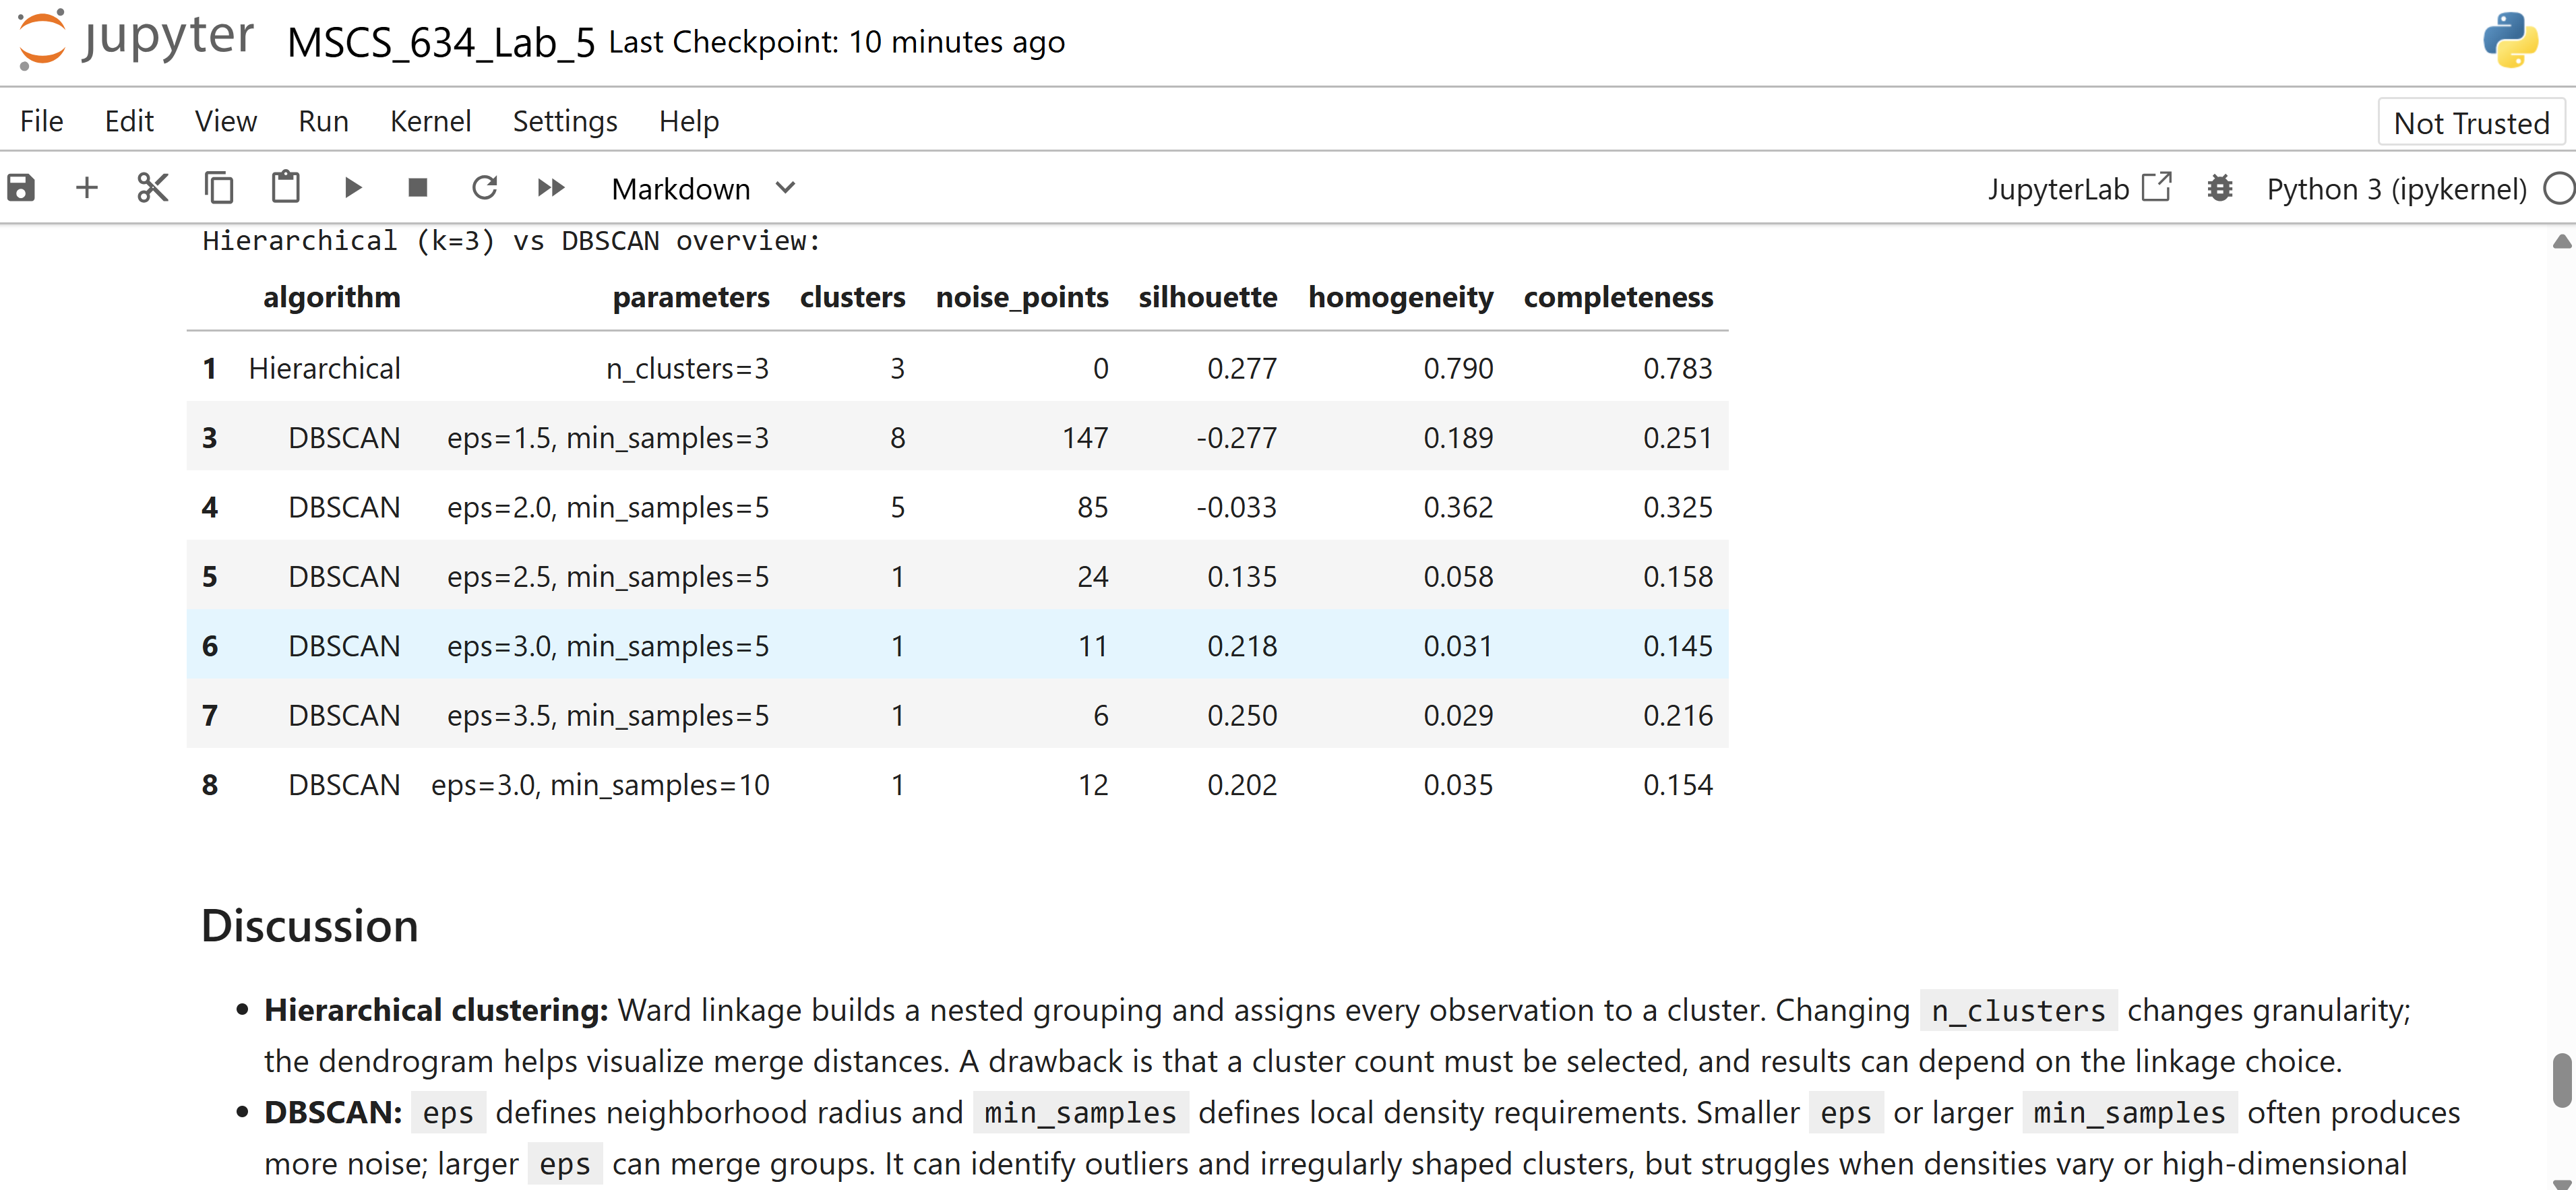 jupyter MSCS_634_Lab_5 Last Checkpoint: 10 minutes ago
File Edit View Run Kernel Settings Help Not Trusted
Markdown JupyterLab Python 3 (ipykernel)
Hierarchical (k=3) vs DBSCAN overview:
algorithm parameters clusters noise_points silhouette homogeneity completeness
1 Hierarchical n_clusters=3 3 0 0.277 0.790 0.783
3 DBSCAN eps=1.5, min_samples=3 8 147 -0.277 0.189 0.251
4 DBSCAN eps=2.0, min_samples=5 5 85 -0.033 0.362 0.325
5 DBSCAN eps=2.5, min_samples=5 1 24 0.135 0.058 0.158
6 DBSCAN eps=3.0, min_samples=5 1 11 0.218 0.031 0.145
7 DBSCAN eps=3.5, min_samples=5 1 6 0.250 0.029 0.216
8 DBSCAN eps=3.0, min_samples=10 1 12 0.202 0.035 0.154
Discussion
• Hierarchical clustering: Ward linkage builds a nested grouping and assigns every observation to a cluster. Changing n_clusters changes granularity;
the dendrogram helps visualize merge distances. A drawback is that a cluster count must be selected, and results can depend on the linkage choice.
• DBSCAN: eps defines neighborhood radius and min_samples defines local density requirements. Smaller eps or larger min_samples often produces
more noise; larger eps can merge groups. It can identify outliers and irregularly shaped clusters, but struggles when densities vary or high-dimensional